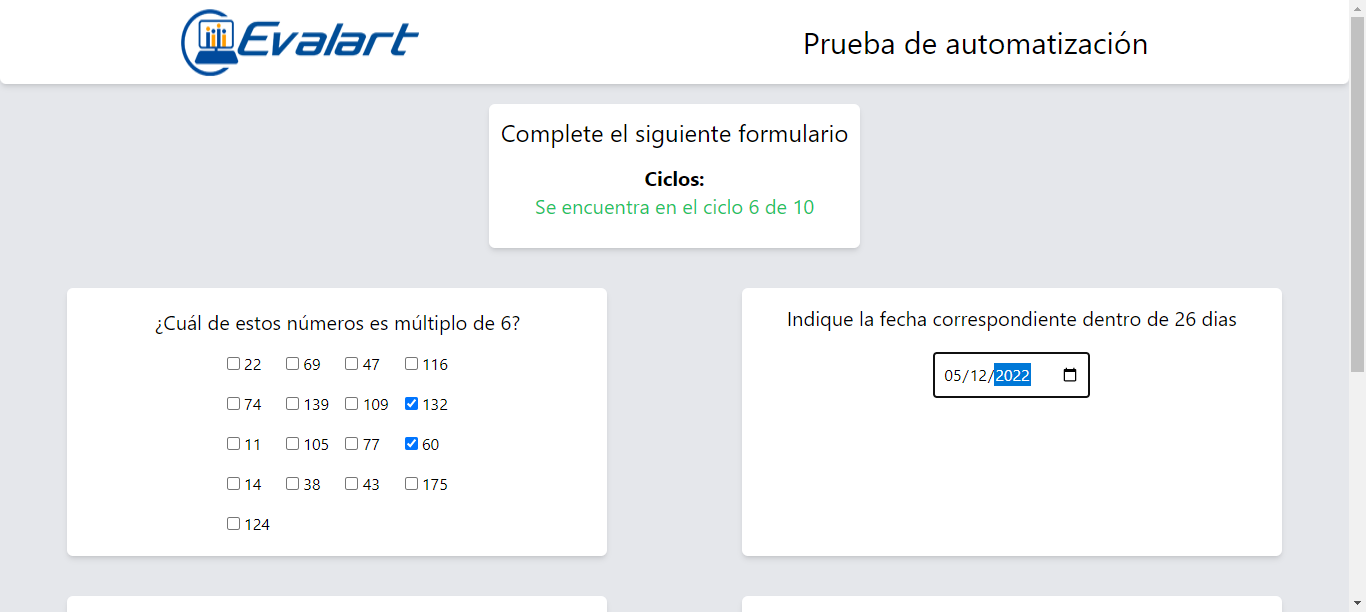 Evalart
Prueba de automatización
Complete el siguiente formulario
Ciclos:
Se encuentra en el ciclo 6 de 10
¿Cuál de estos números es múltiplo de 6?
22 69 47 116
74 139 109 132
11 105 77 60
14 38 43 175
124
Indique la fecha correspondiente dentro de 26 dias
05/12/2022